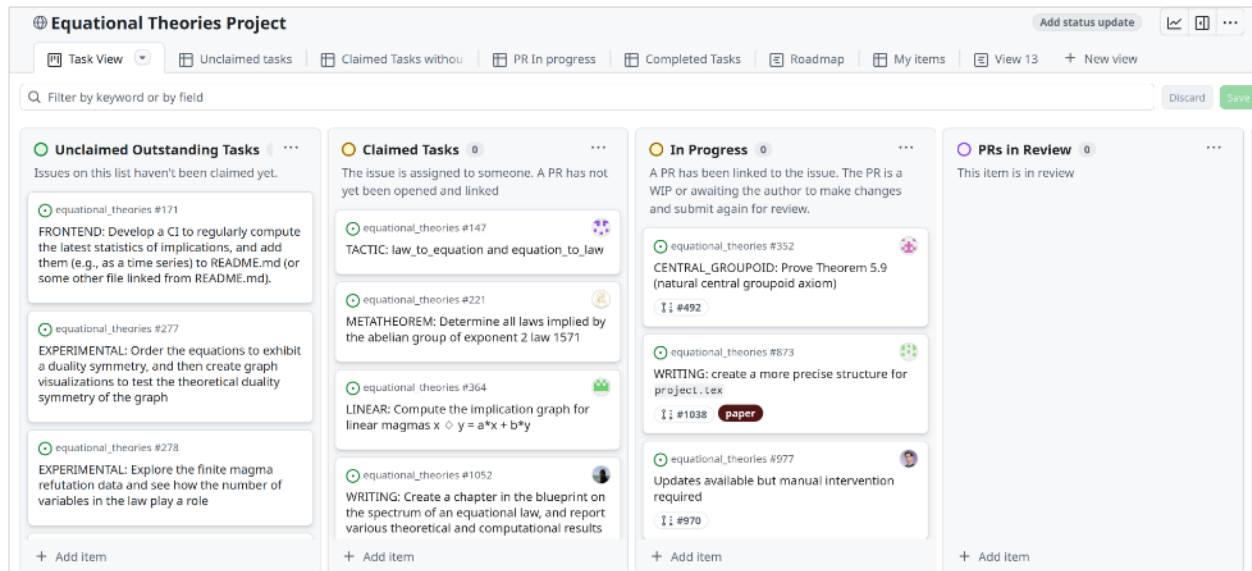 Equational Theories Project
Add status update
Task View
Unclaimed tasks
Claimed Tasks withou
PR In progress
Completed Tasks
Roadmap
My items
View 13
+ New view
Filter by keyword or by field
Discard
Save
Unclaimed Outstanding Tasks
Issues on this list haven't been claimed yet.
equational_theories #171
FRONTEND: Develop a CI to regularly compute
the latest statistics of implications, and add
them (e.g., as a time series) to README.md (or
some other file linked from README.md).
equational_theories #277
EXPERIMENTAL: Order the equations to exhibit
a duality symmetry, and then create graph
visualizations to test the theoretical duality
symmetry of the graph
equational_theories #278
EXPERIMENTAL: Explore the finite magma
refutation data and see how the number of
variables in the law play a role
+ Add item
Claimed Tasks 0
The issue is assigned to someone. A PR has not
yet been opened and linked
equational_theories #147
TACTIC: law_to_equation and equation_to_law
equational_theories #221
METATHEOREM: Determine all laws implied by
the abelian group of exponent 2 law 1571
equational_theories #364
LINEAR: Compute the implication graph for
linear magmas x ◇ y = a*x + b*y
equational_theories #1052
WRITING: Create a chapter in the blueprint on
the spectrum of an equational law, and report
various theoretical and computational results
+ Add item
In Progress 0
A PR has been linked to the issue. The PR is a
WIP or awaiting the author to make changes
and submit again for review.
equational_theories #352
CENTRAL_GROUPOID: Prove Theorem 5.9
(natural central groupoid axiom)
#492
equational_theories #873
WRITING: create a more precise structure for
project.tex
#1038 paper
equational_theories #977
Updates available but manual intervention
required
#970
+ Add item
PRs in Review 0
This item is in review
+ Add item